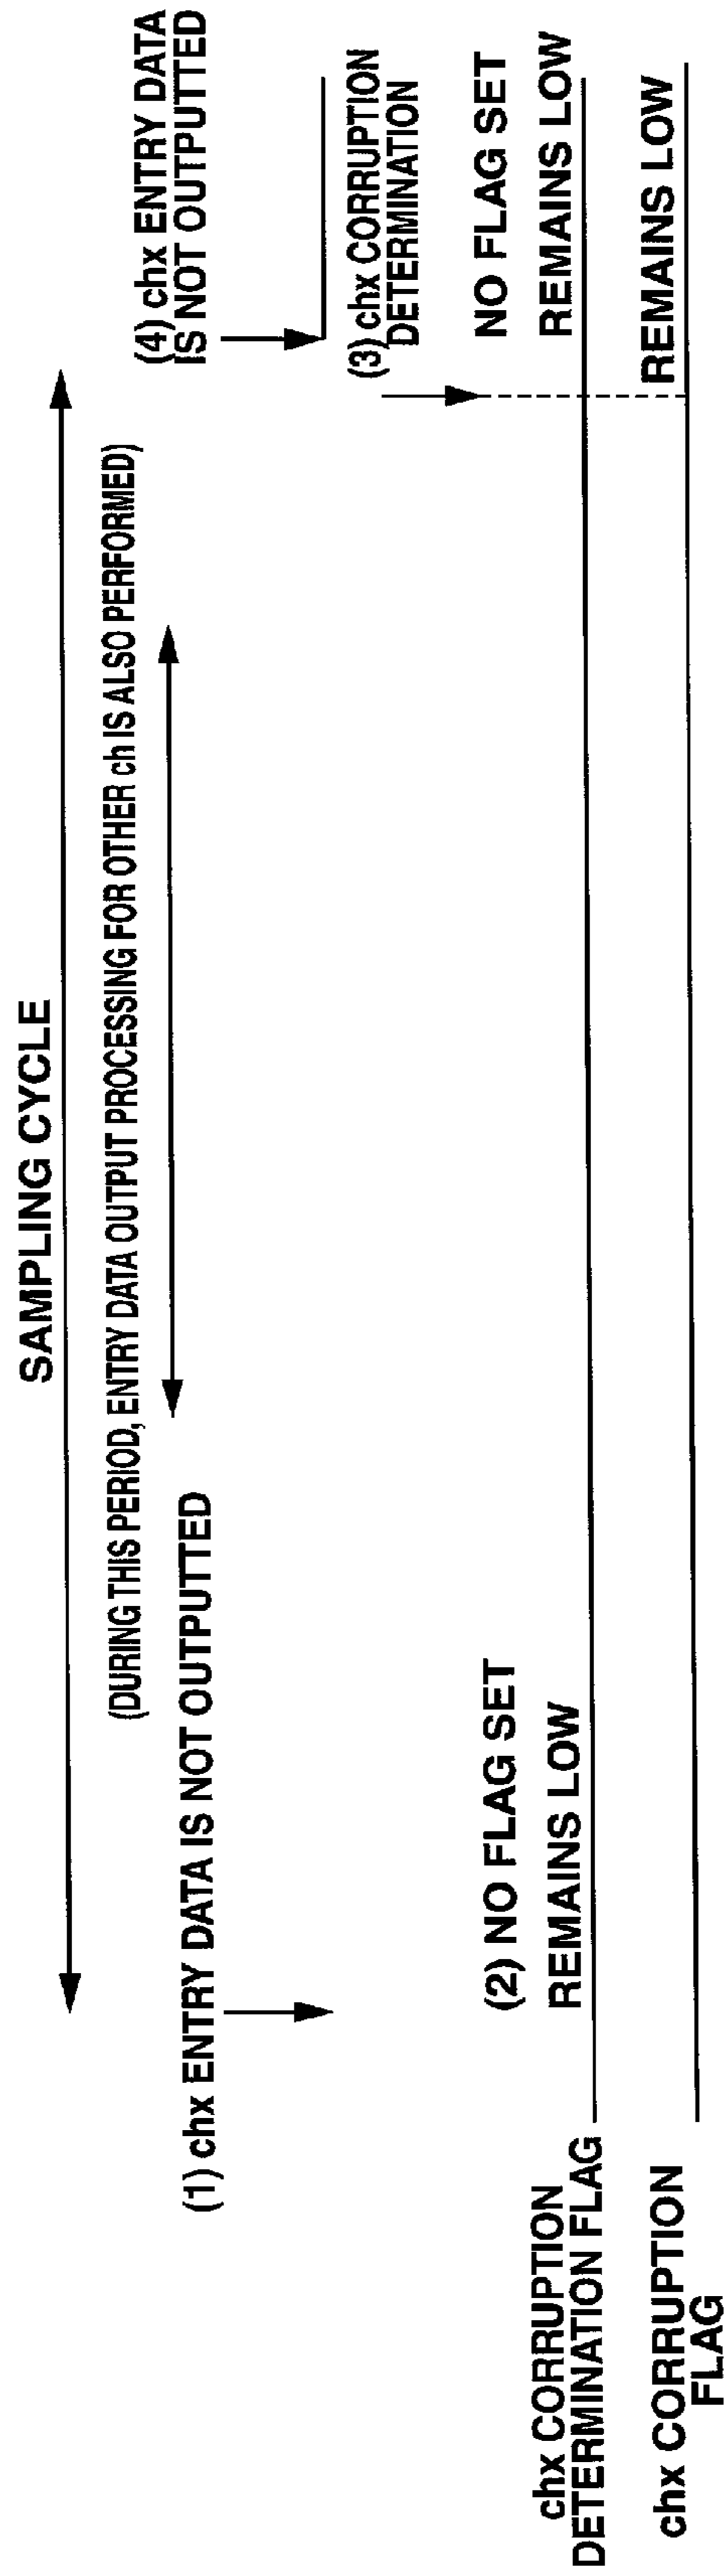 SAMPLING CYCLE
(DURING THIS PERIOD, ENTRY DATA OUTPUT PROCESSING FOR OTHER ch IS ALSO PERFORMED)
(1) chx ENTRY DATA IS NOT OUTPUTTED
(4) chx ENTRY DATA
IS NOT OUTPUTTED
(3) chx CORRUPTION
DETERMINATION
(2) NO FLAG SET
REMAINS LOW
NO FLAG SET
REMAINS LOW
chx CORRUPTION
DETERMINATION FLAG
REMAINS LOW
chx CORRUPTION
FLAG